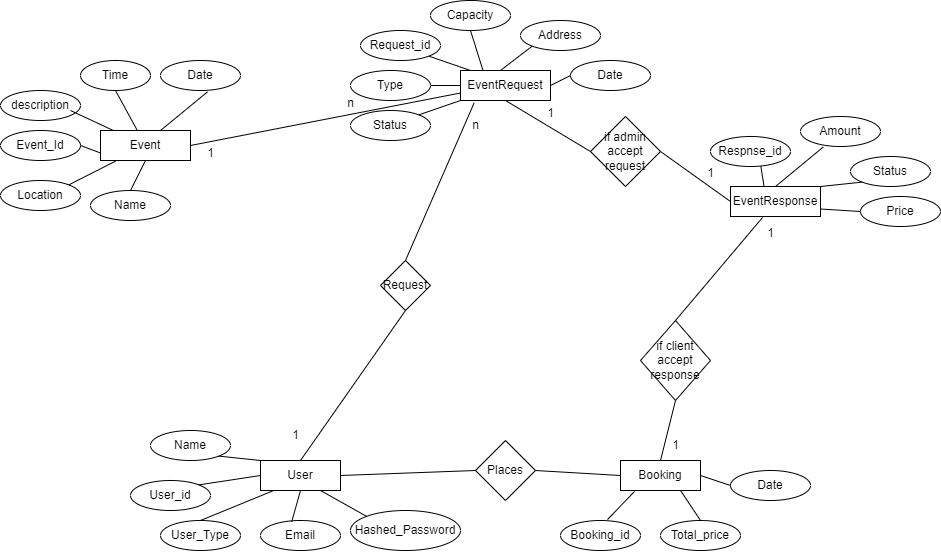 Capacity
Address
Request_id
Time
Date
EventRequest
Date
Type
description
n
Status
n
1
Amount
Event_Id
Event
1
if admin
accept
request
Respnse_id
1
Status
Location
Name
EventResponse
Price
1
Request
if client
accept
response
1
1
Name
User
Places
Booking
Date
User_id
User_Type
Email
Hashed_Password
Booking_id
Total_price